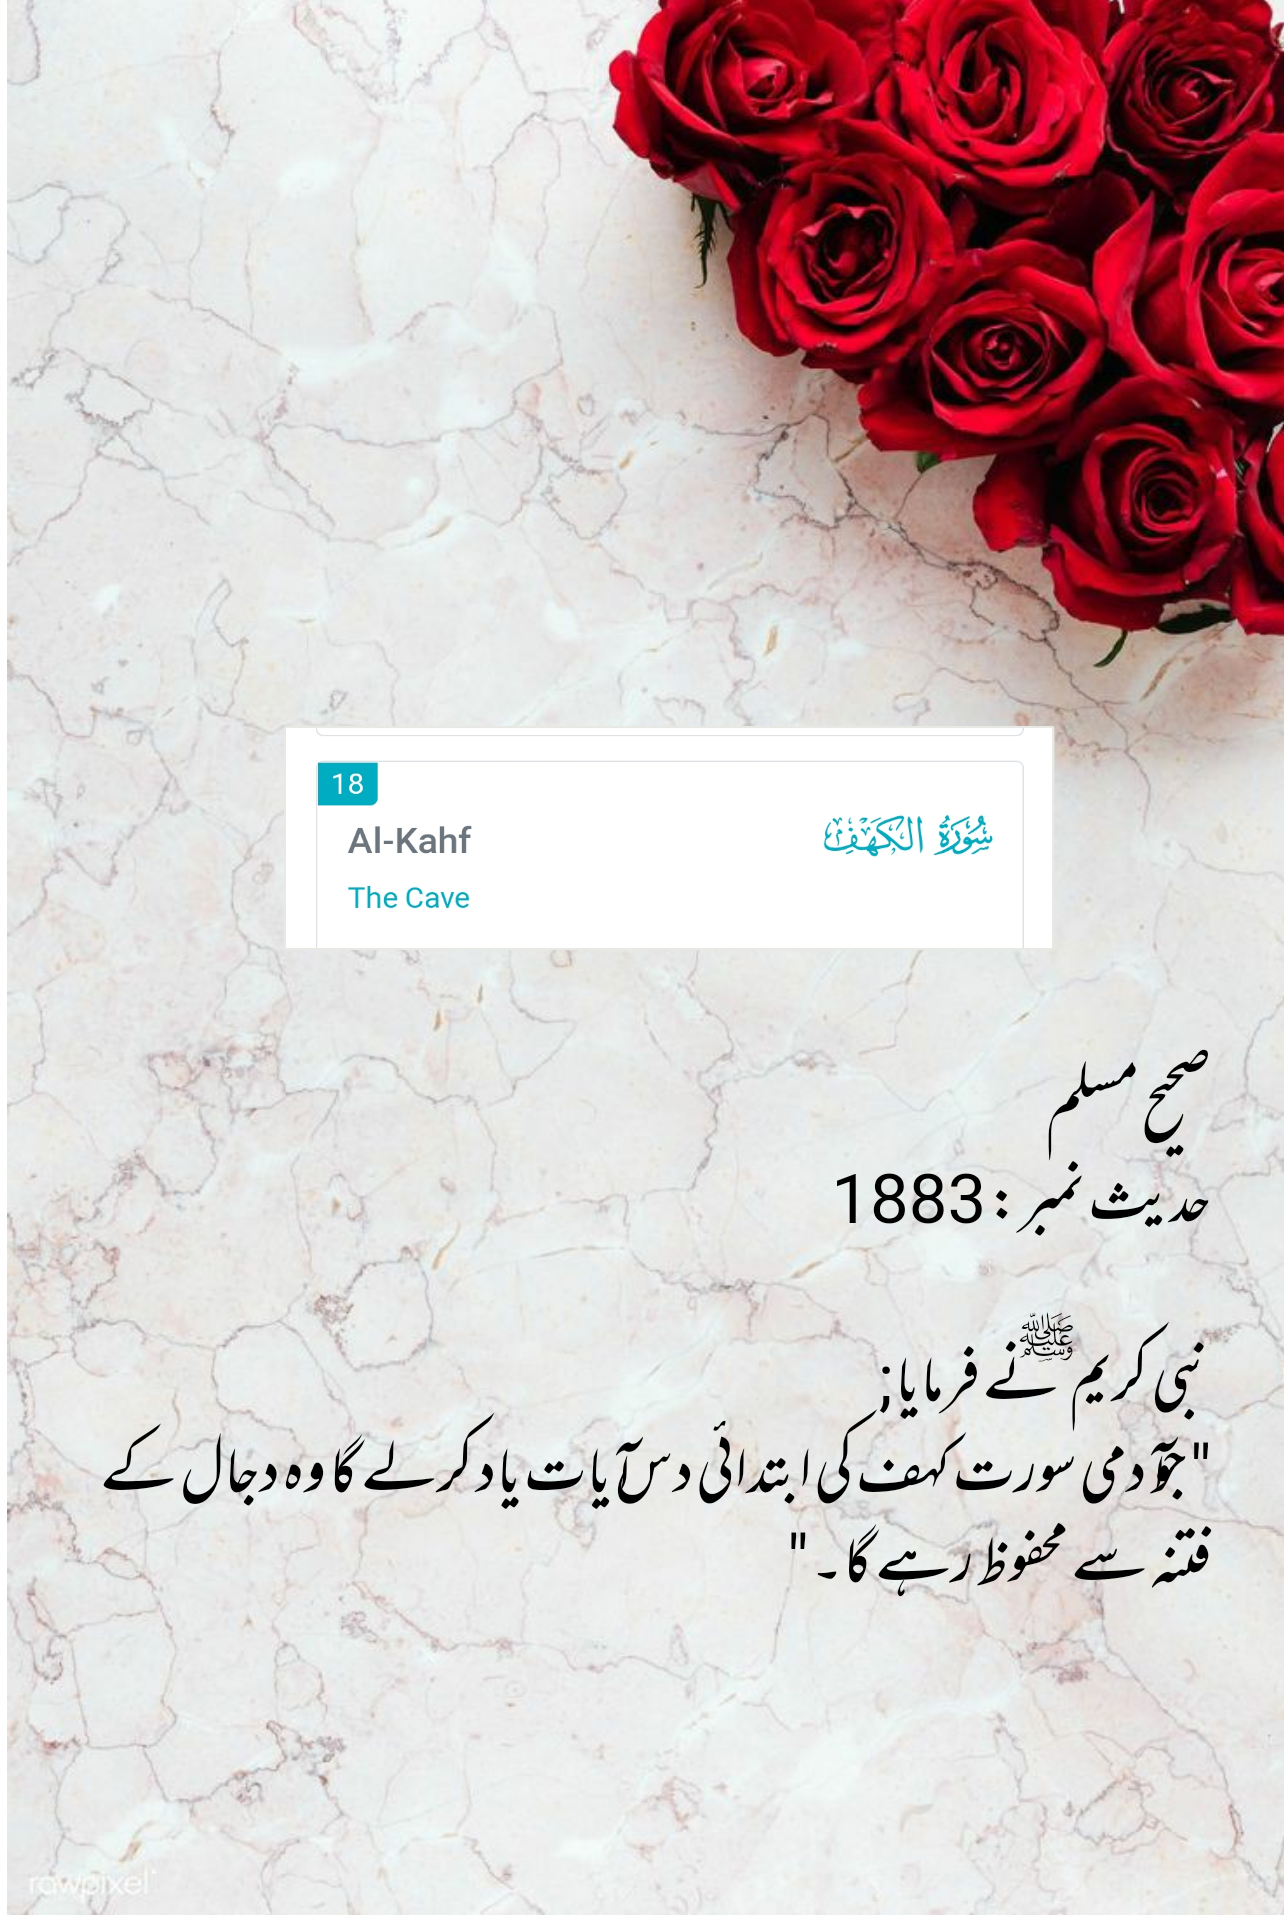 18
Al-Kahf
سُورَةُ الكَهْفِ
The Cave
صحیح مسلم
حدیث نمبر : 1883
نبی کریم ﷺ نے فرمایا;
"جو آدمی سورت کہف کی ابتدائی دس آیات یاد کر لے گا وہ دجال کے
فتنہ سے محفوظ رہے گا۔ "
rawpixel